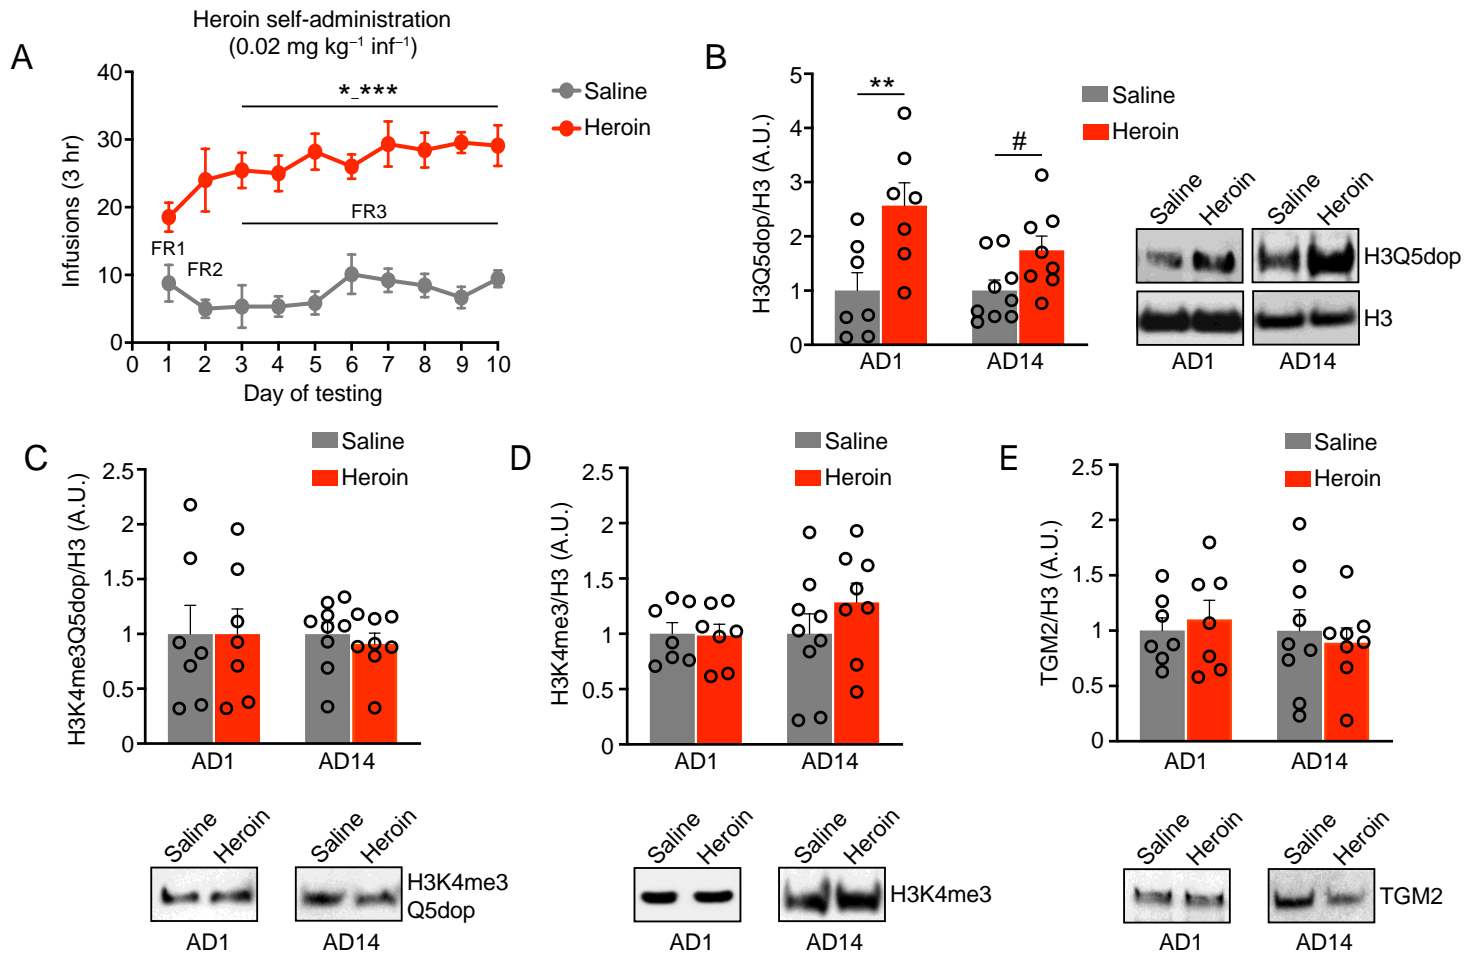 Heroin self-administration
(0.02 mg kg⁻¹ inf⁻¹)
A
Infusions (3 hr)
40
30
20
10
0
*_***
FR3
FR1
FR2
0 1 2 3 4 5 6 7 8 9 10
Day of testing
Saline
Heroin
B
H3Q5dop/H3 (A.U.)
5
4
3
2
1
0
**
#
AD1 AD14
Saline
Heroin
Saline Heroin Saline Heroin
H3Q5dop
H3
AD1 AD14
C
H3K4me3Q5dop/H3 (A.U.)
2.5
2
1.5
1
0.5
0
Saline
Heroin
AD1 AD14
Saline Heroin Saline Heroin
H3K4me3
Q5dop
AD1 AD14
D
H3K4me3/H3 (A.U.)
2.5
2
1.5
1
0.5
0
Saline
Heroin
AD1 AD14
Saline Heroin Saline Heroin
H3K4me3
AD1 AD14
E
TGM2/H3 (A.U.)
2.5
2
1.5
1
0.5
0
Saline
Heroin
AD1 AD14
Saline Heroin Saline Heroin
TGM2
AD1 AD14